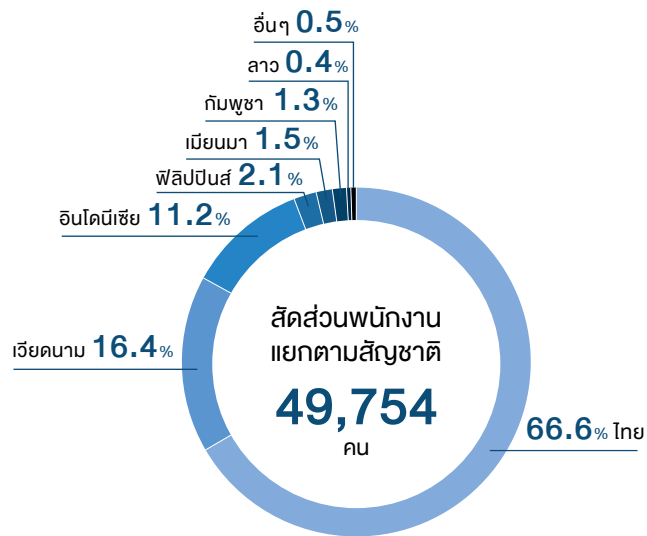 อื่นๆ 0.5%
ลาว 0.4%
กัมพูชา 1.3%
เมียนมา 1.5%
ฟิลิปปินส์ 2.1%
อินโดนีเซีย 11.2%
เวียดนาม 16.4%
สัดส่วนพนักงาน
แยกตามสัญชาติ
49,754
คน
66.6% ไทย